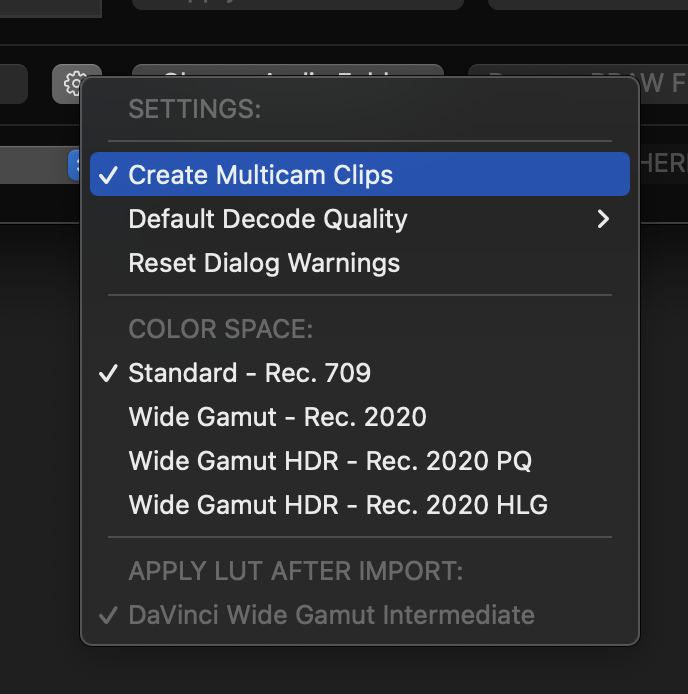 SETTINGS:
Create Multicam Clips
Default Decode Quality
Reset Dialog Warnings
COLOR SPACE:
Standard - Rec. 709
Wide Gamut - Rec. 2020
Wide Gamut HDR - Rec. 2020 PQ
Wide Gamut HDR - Rec. 2020 HLG
APPLY LUT AFTER IMPORT:
DaVinci Wide Gamut Intermediate